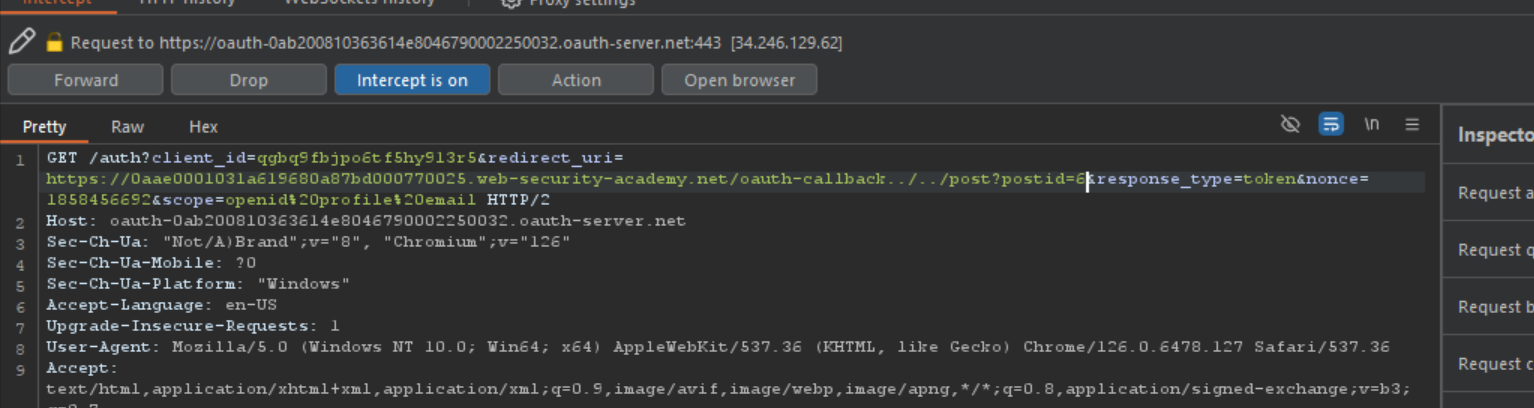 Intercept HTTP history WebSockets history Proxy settings
Request to https://oauth-0ab200810363614e8046790002250032.oauth-server.net:443 [34.246.129.62]
Forward Drop Intercept is on Action Open browser
Pretty Raw Hex \n
Inspecto
1 GET /auth?client_id=qgbq9fbjpo6tf5hy913r5&redirect_uri=
https://0aae0001031a619680a87bd000770025.web-security-academy.net/oauth-callback../../post?postid=6&response_type=token&nonce=
1858456692&scope=openid%20profile%20email HTTP/2
2 Host: oauth-0ab200810363614e8046790002250032.oauth-server.net
3 Sec-Ch-Ua: "Not/A)Brand";v="8", "Chromium";v="126"
4 Sec-Ch-Ua-Mobile: ?0
5 Sec-Ch-Ua-Platform: "Windows"
6 Accept-Language: en-US
7 Upgrade-Insecure-Requests: 1
8 User-Agent: Mozilla/5.0 (Windows NT 10.0; Win64; x64) AppleWebKit/537.36 (KHTML, like Gecko) Chrome/126.0.6478.127 Safari/537.36
9 Accept:
text/html,application/xhtml+xml,application/xml;q=0.9,image/avif,image/webp,image/apng,*/*;q=0.8,application/signed-exchange;v=b3;
Request a
Request q
Request b
Request c